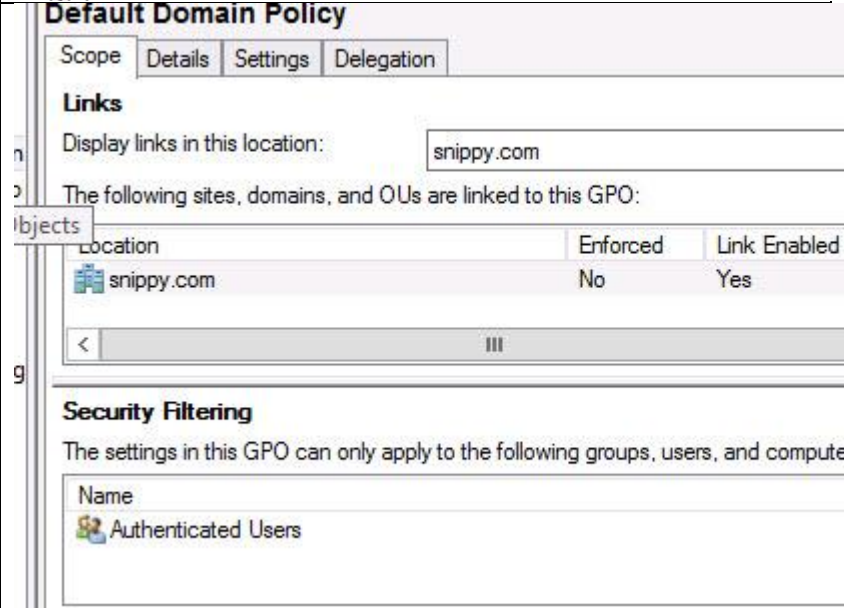 Default Domain Policy
Scope Details Settings Delegation
Links
Display links in this location: snippy.com
The following sites, domains, and OUs are linked to this GPO:
Objects
Location Enforced Link Enabled
snippy.com No Yes
Security Filtering
The settings in this GPO can only apply to the following groups, users, and compute
Name
Authenticated Users